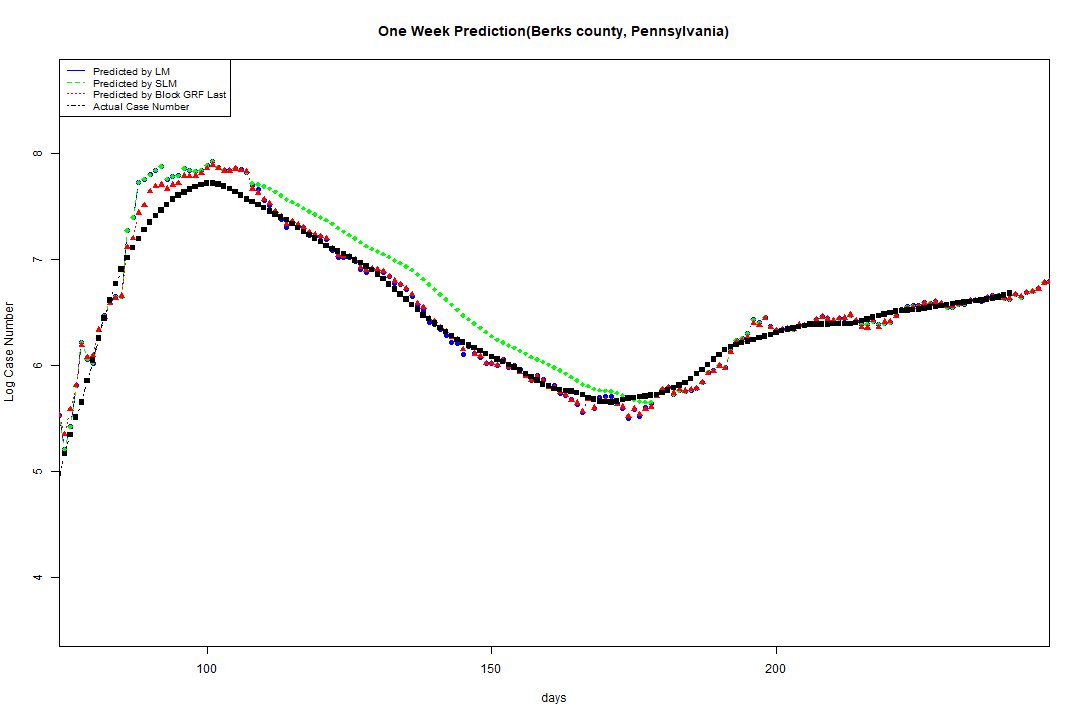 One Week Prediction(Berks county, Pennsylvania)
Predicted by LM
Predicted by SLM
Predicted by Block GRF Last
Actual Case Number
8
7
6
5
4
Log Case Number
100
150
200
days